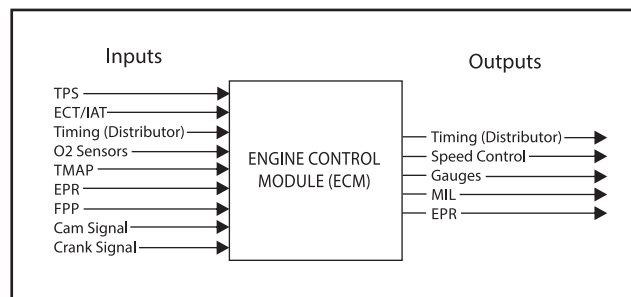 Inputs
TPS
ECT/IAT
Timing (Distributor)
O2 Sensors
TMAP
EPR
FPP
Cam Signal
Crank Signal
ENGINE CONTROL
MODULE (ECM)
Outputs
Timing (Distributor)
Speed Control
Gauges
MIL
EPR